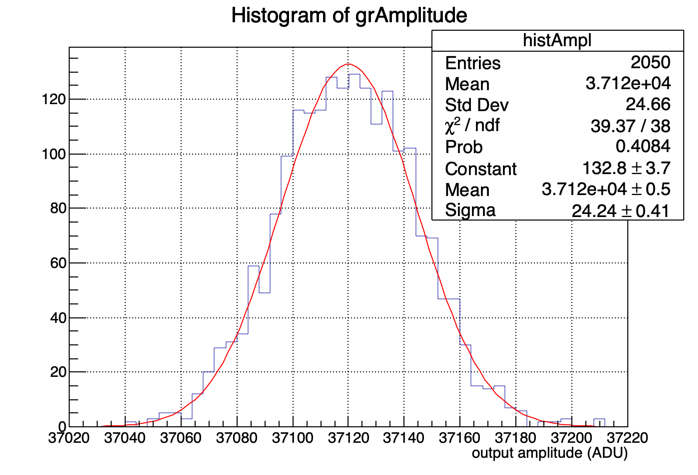 Histogram of grAmplitude
histAmpl
Entries 2050
Mean 3.712e+04
Std Dev 24.66
χ² / ndf 39.37 / 38
Prob 0.4084
Constant 132.8 ± 3.7
Mean 3.712e+04 ± 0.5
Sigma 24.24 ± 0.41
120
100
80
60
40
20
0
37020 37040 37060 37080 37100 37120 37140 37160 37180 37200 37220
output amplitude (ADU)